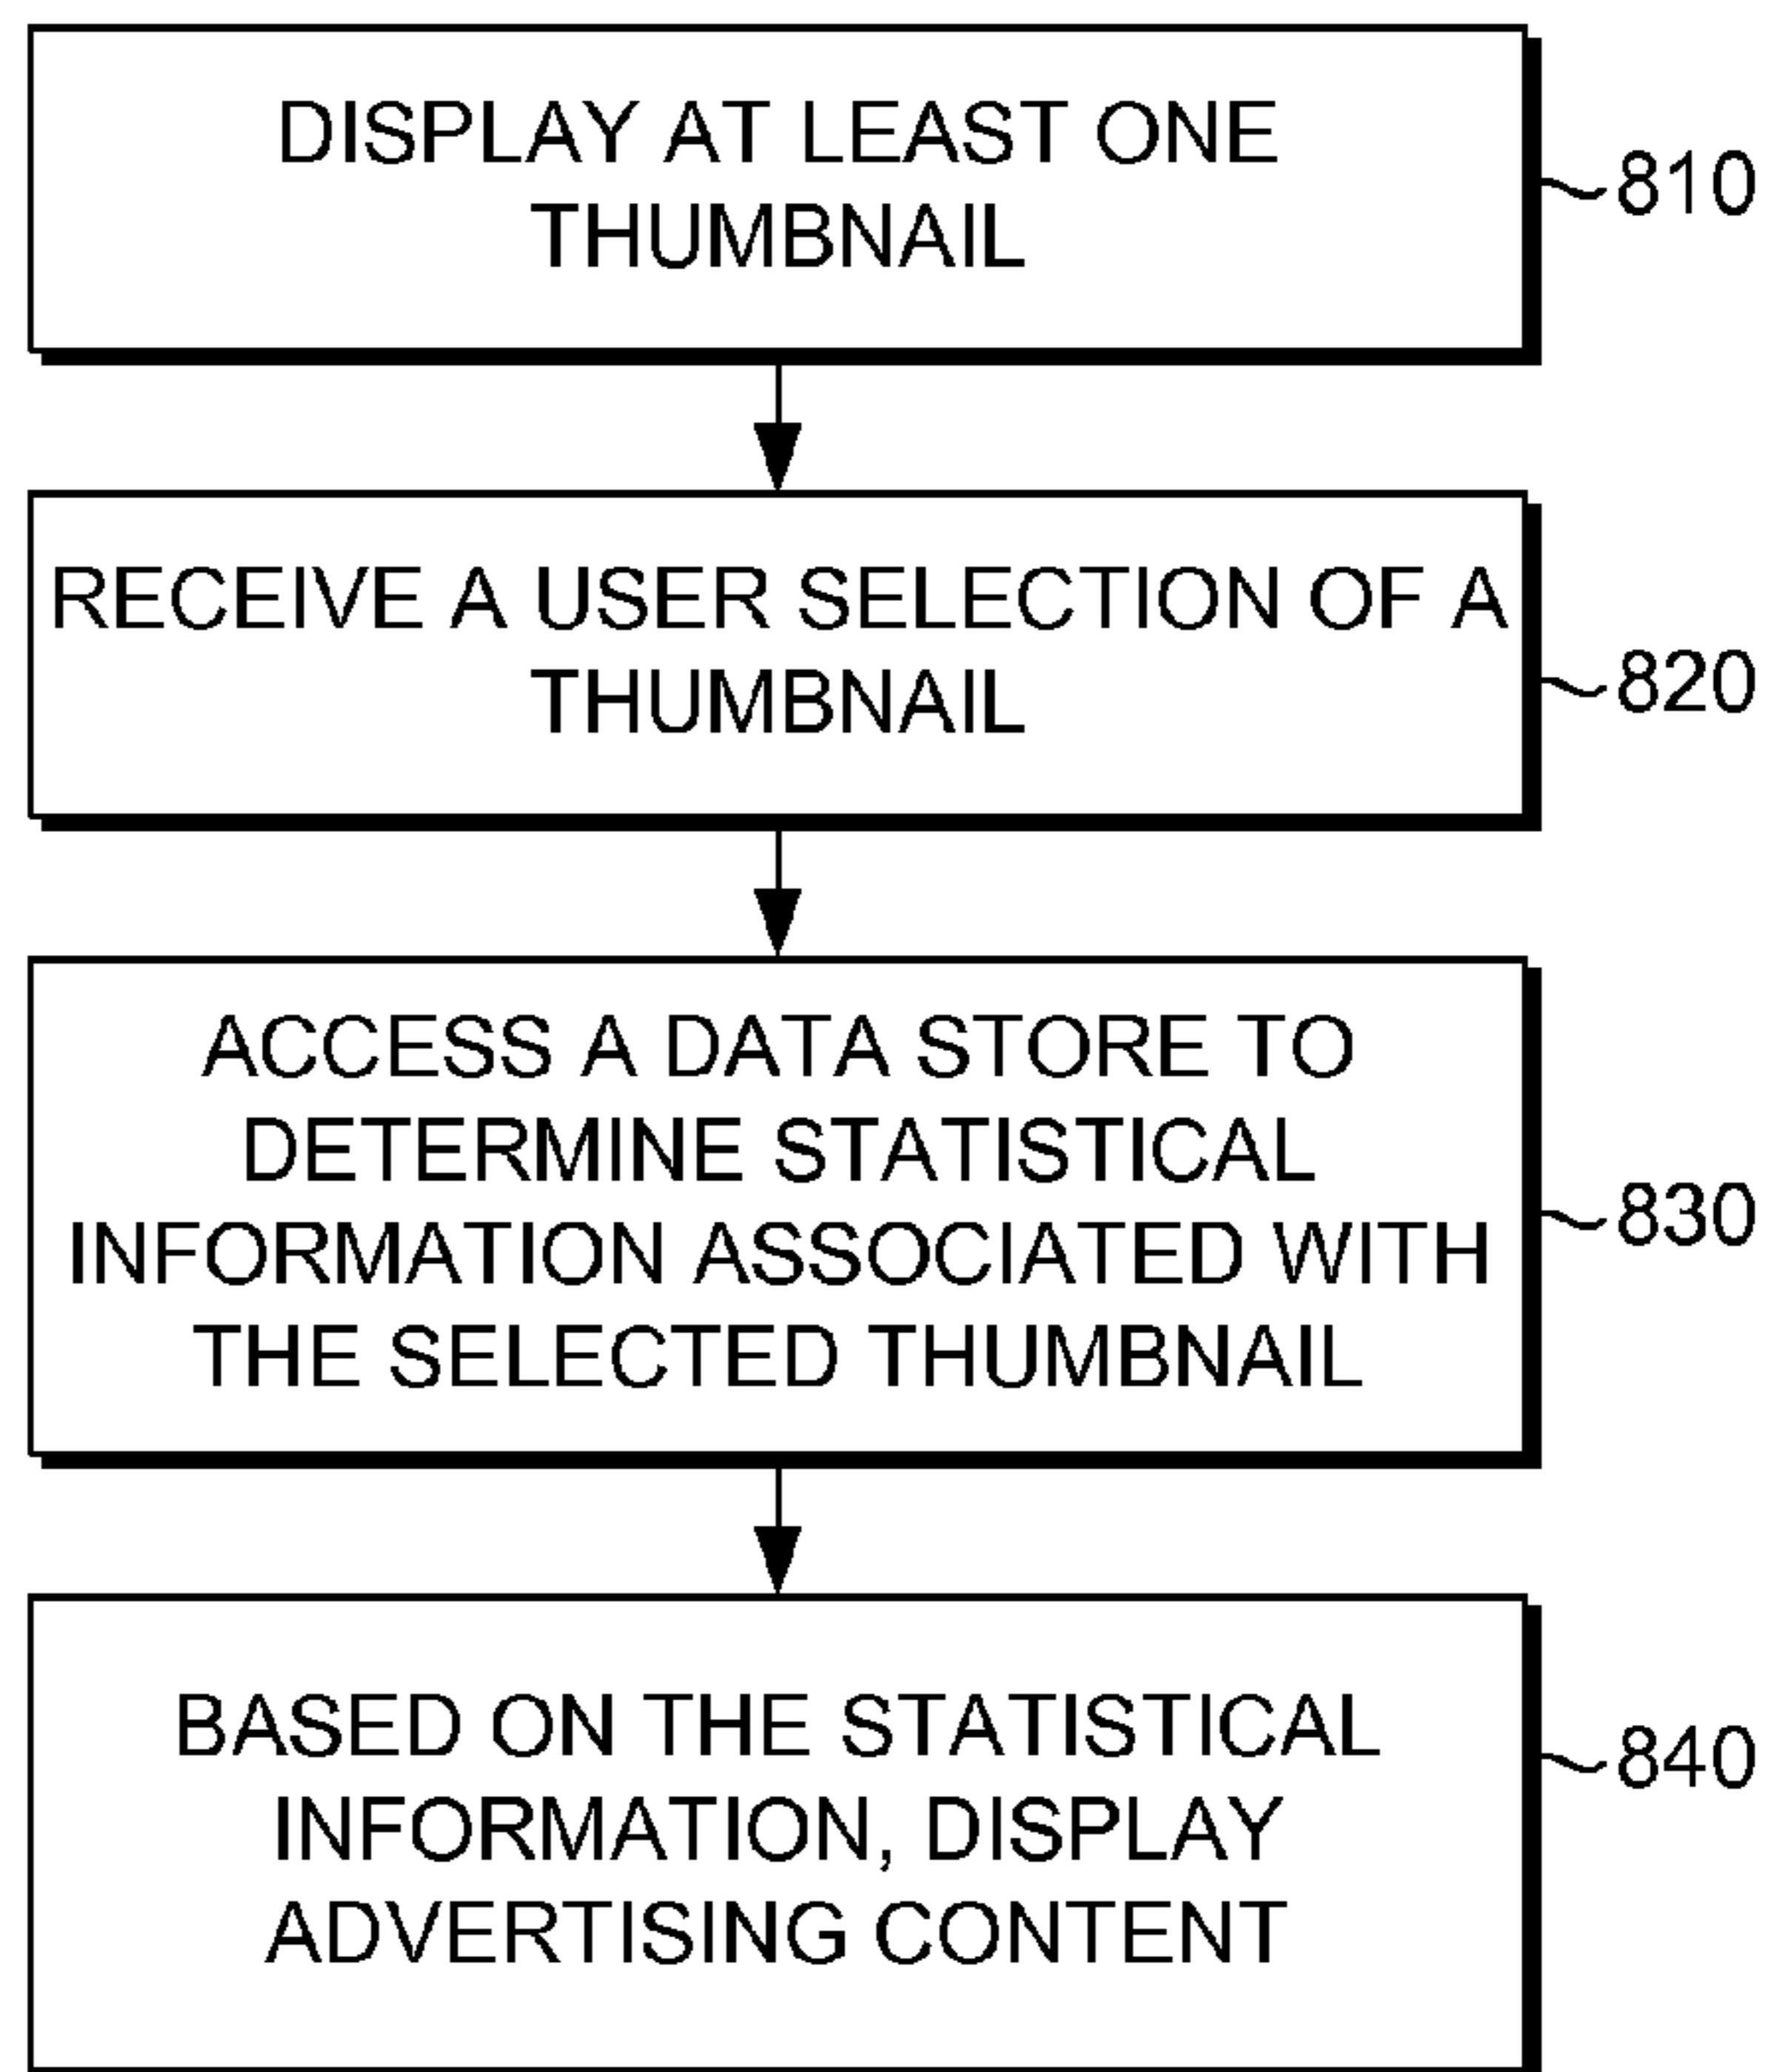 DISPLAY AT LEAST ONE
THUMBNAIL
810
RECEIVE A USER SELECTION OF A
THUMBNAIL
820
ACCESS A DATA STORE TO
DETERMINE STATISTICAL
INFORMATION ASSOCIATED WITH
THE SELECTED THUMBNAIL
830
BASED ON THE STATISTICAL
INFORMATION, DISPLAY
ADVERTISING CONTENT
840